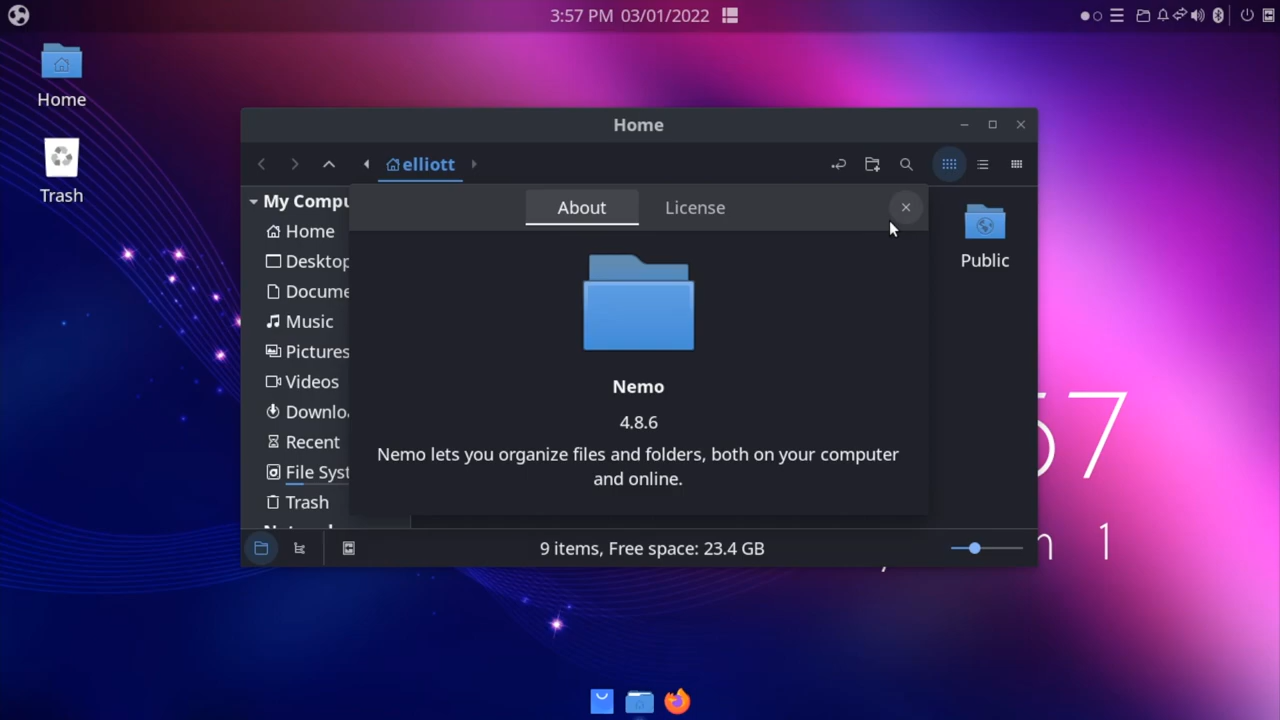 3:57 PM 03/01/2022
Home
Trash
Home
elliott
My Compu
Home
Desktop
Docume
Music
Pictures
Videos
Downlo
Recent
File Syst
Trash
About
License
Nemo
4.8.6
Nemo lets you organize files and folders, both on your computer
and online.
Public
9 items, Free space: 23.4 GB
57
1